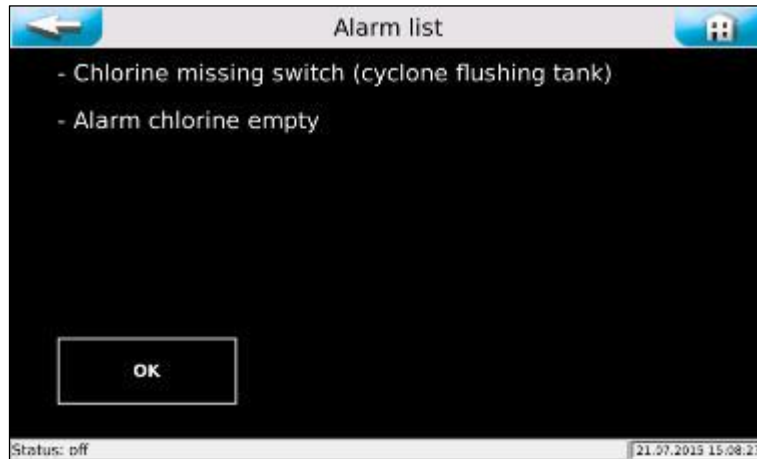 Alarm list
- Chlorine missing switch (cyclone flushing tank)
- Alarm chlorine empty
OK
Status: off
21.07.2015 15:08:27